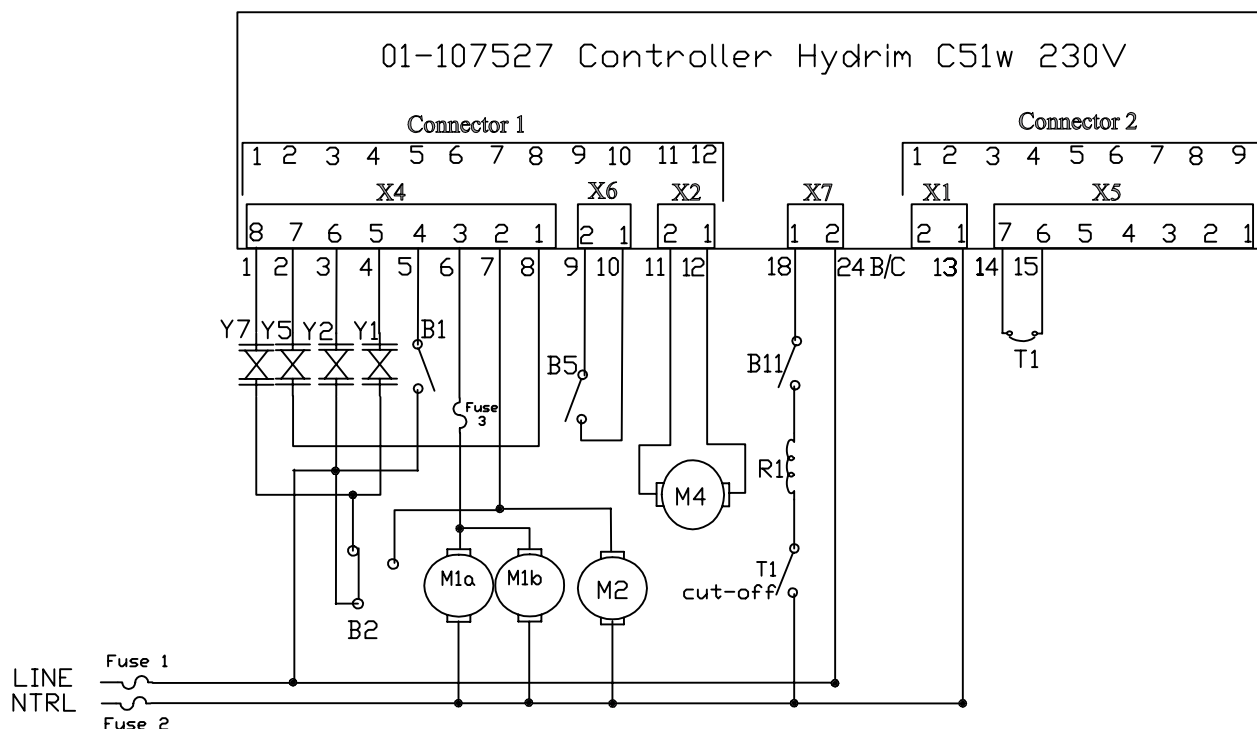 01-107527 Controller Hydrim C51w 230V
Connector 1
Connector 2
1 2 3 4 5 6 7 8 9 10 11 12
1 2 3 4 5 6 7 8 9
X4
X6
X2
X7
X1
X5
8 7 6 5 4 3 2 1
2 1
2 1
1 2
2 1
7 6 5 4 3 2 1
1 2 3 4 5 6 7 8 9 10 11 12 18 24 B/C 13 14 15
Y7 Y5 Y2 Y1 B1
B5
B11
T1
Fuse
3
R1
M4
T1
cut-off
M1a
M1b
M2
B2
Fuse 1
LINE
NTRL
Fuse 2